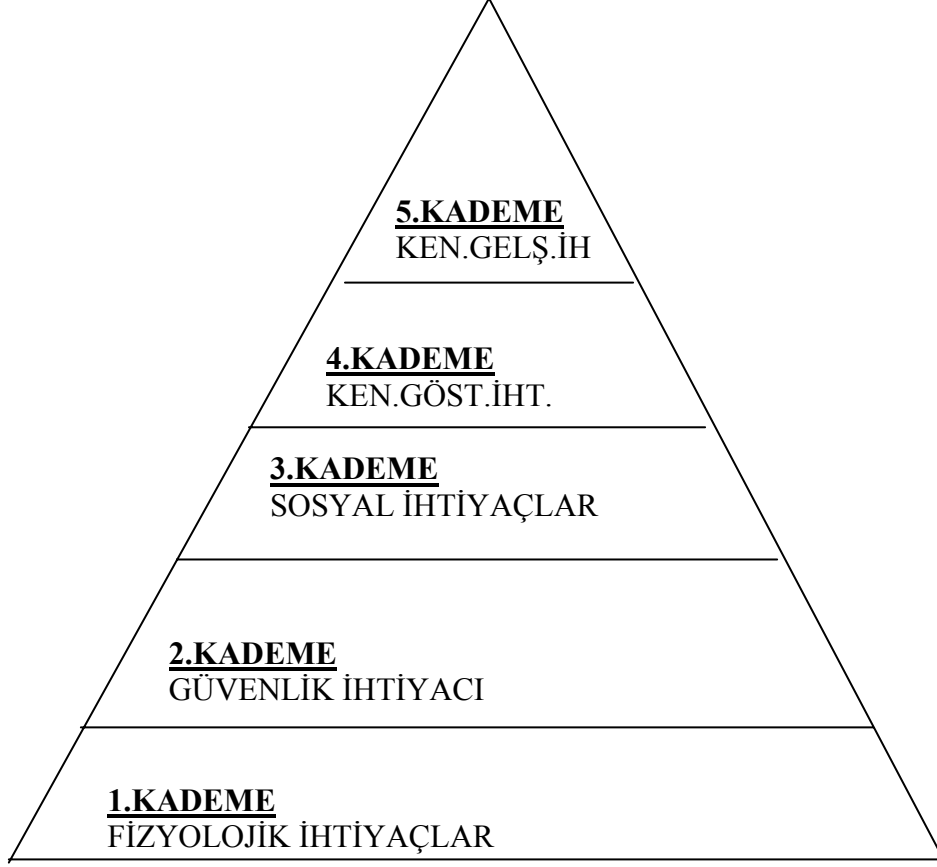 5.KADEME
KEN.GELŞ.İH
4.KADEME
KEN.GÖST.İHT.
3.KADEME
SOSYAL İHTİYAÇLAR
2.KADEME
GÜVENLİK İHTİYACI
1.KADEME
FİZYOLOJİK İHTİYAÇLAR